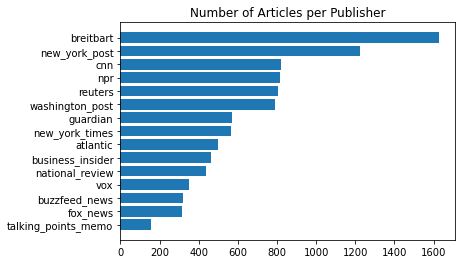 Number of Articles per Publisher
breitbart
new_york_post
cnn
npr
reuters
washington_post
guardian
new_york_times
atlantic
business_insider
national_review
vox
buzzfeed_news
fox_news
talking_points_memo
0 200 400 600 800 1000 1200 1400 1600